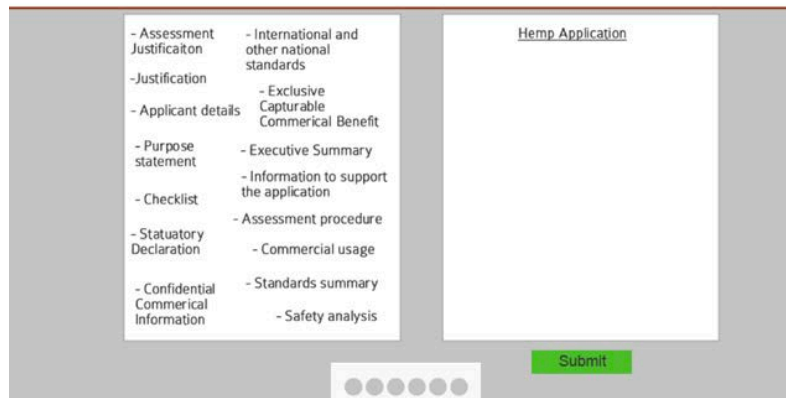 - Assessment
Justificaiton
-Justification
- Applicant details
- Purpose
statement
- Checklist
- Statuatory
Declaration
- Confidential
Commerical
Information
- International and
other national
standards
- Exclusive
Capturable
Commerical Benefit
- Executive Summary
- Information to support
the application
- Assessment procedure
- Commercial usage
- Standards summary
- Safety analysis
Hemp Application
Submit